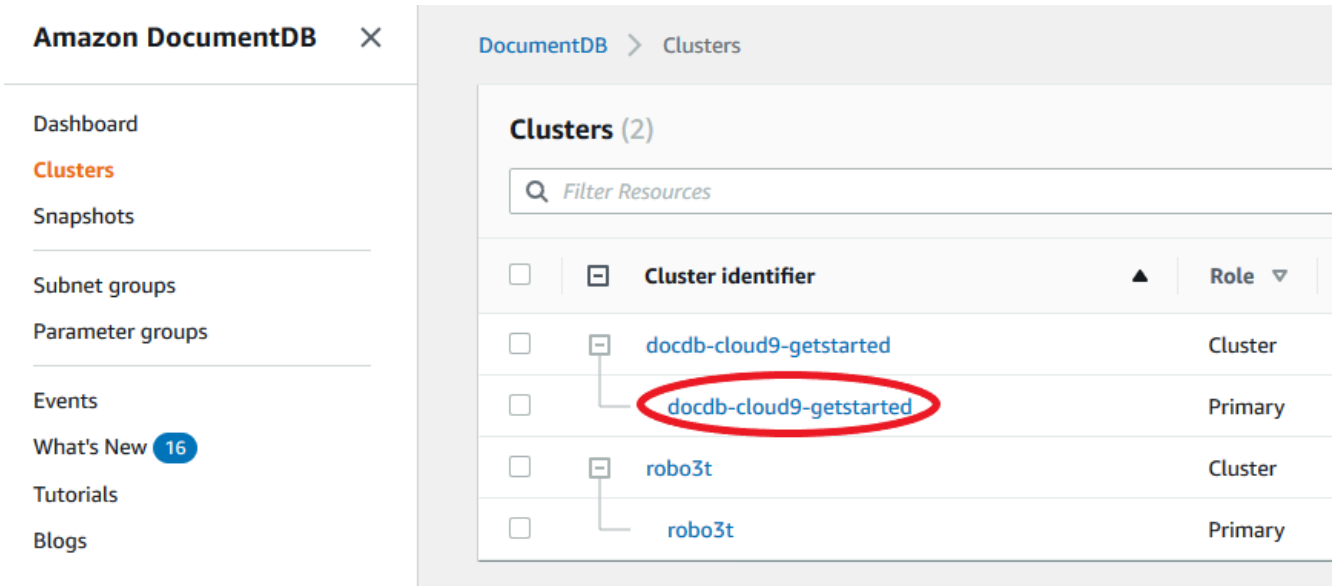 Amazon DocumentDB
Dashboard
Clusters
Snapshots
Subnet groups
Parameter groups
Events
What's New 16
Tutorials
Blogs
DocumentDB > Clusters
Clusters (2)
Filter Resources
Cluster identifier Role
docdb-cloud9-getstarted Cluster
docdb-cloud9-getstarted Primary
robo3t Cluster
robo3t Primary